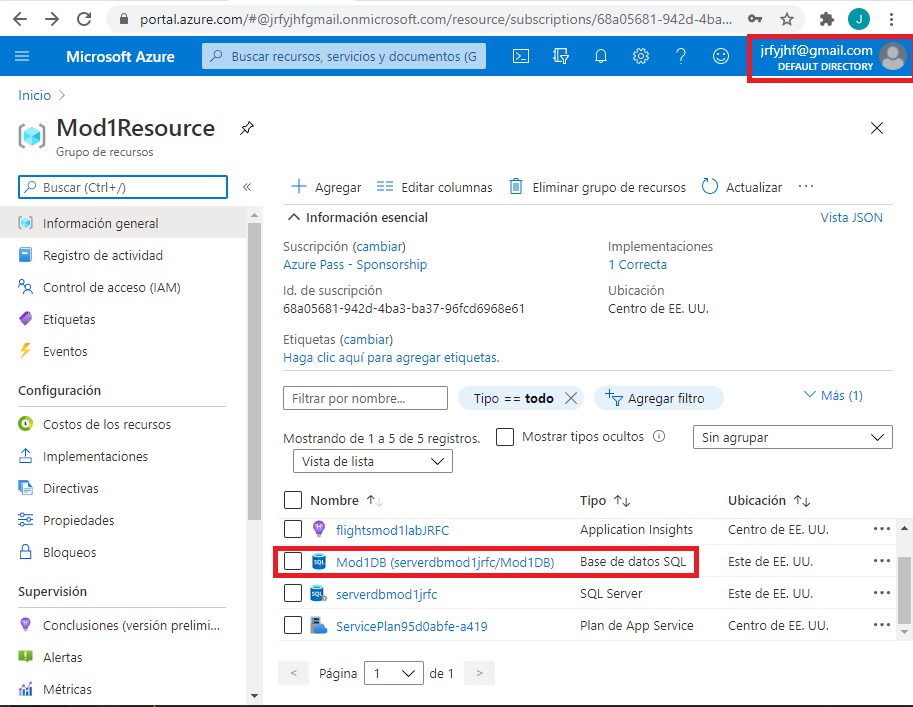 portal.azure.com/#@jrfyjhfgmail.onmicrosoft.com/resource/subscriptions/68a05681-942d-4ba...
J
Microsoft Azure
Buscar recursos, servicios y documentos (G
jrfyjhf@gmail.com
DEFAULT DIRECTORY
Inicio
Mod1Resource
Grupo de recursos
Buscar (Ctrl+/)
«
Información general
Registro de actividad
Control de acceso (IAM)
Etiquetas
Eventos
Configuración
Costos de los recursos
Implementaciones
Directivas
Propiedades
Bloqueos
Supervisión
Conclusiones (versión prelimi...
Alertas
Métricas
Agregar
Editar columnas
Eliminar grupo de recursos
Actualizar
Información esencial
Vista JSON
Suscripción (cambiar)
Azure Pass - Sponsorship
Id. de suscripción
68a05681-942d-4ba3-ba37-96fcd6968e61
Implementaciones
1 Correcta
Ubicación
Centro de EE. UU.
Etiquetas (cambiar)
Haga clic aquí para agregar etiquetas.
Filtrar por nombre...
Tipo == todo
Agregar filtro
Más (1)
Mostrando de 1 a 5 de 5 registros.
Mostrar tipos ocultos
Sin agrupar
Vista de lista
Nombre Tipo Ubicación
flightsmod1labJRFC Application Insights Centro de EE. UU.
SQL Mod1DB (serverdbmod1jrfc/Mod1DB) Base de datos SQL Este de EE. UU.
SQL serverdbmod1jrfc SQL Server Este de EE. UU.
ServicePlan95d0abfe-a419 Plan de App Service Centro de EE. UU.
< Página 1 de 1 >